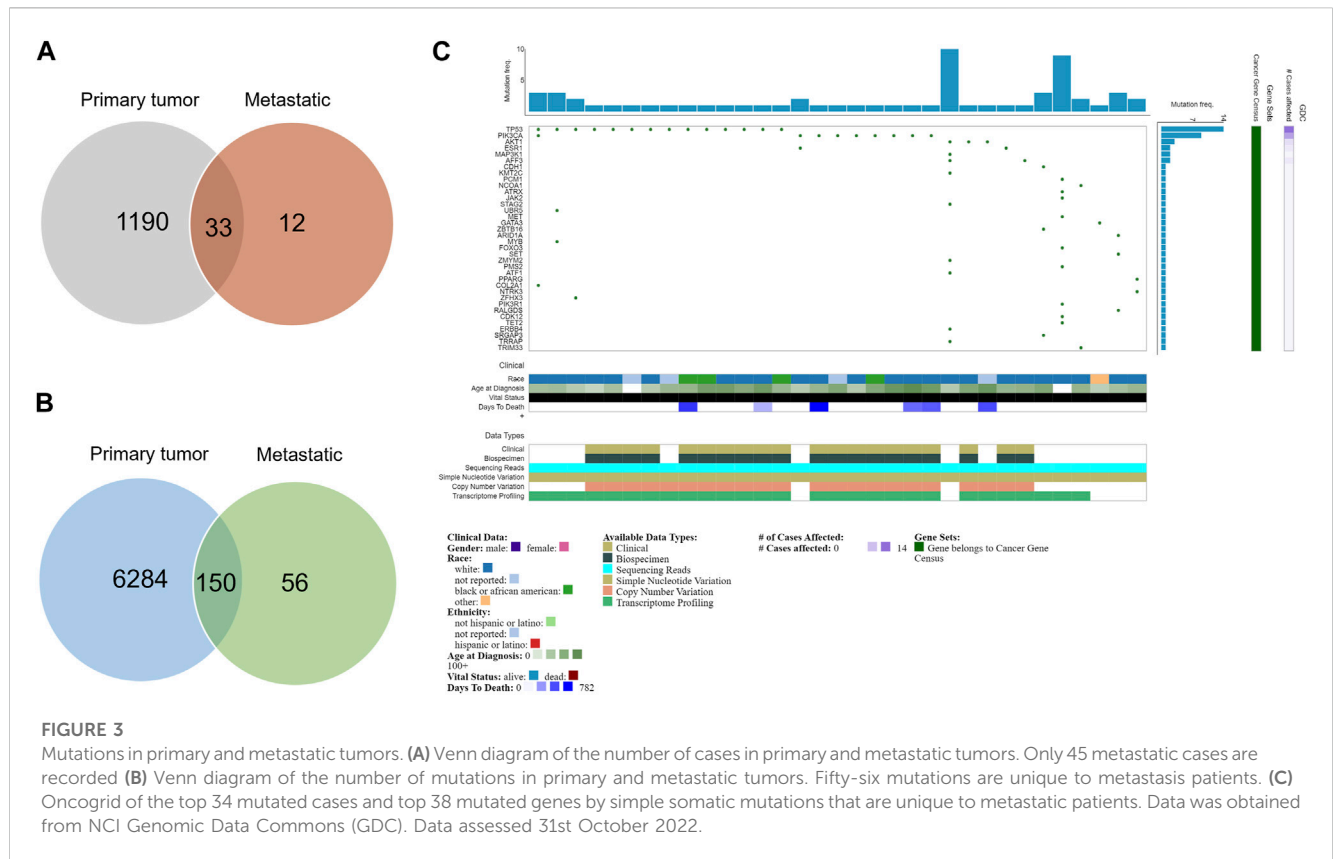 A
Primary tumor
Metastatic
1190
33
12
B
Primary tumor
Metastatic
6284
150
56
C
Mutation freq.
10
5
TP53
PIK3CA
AKT1
ESR1
MAP3K1
AFF3
CDH1
KMT2C
PCM1
NCOA1
ATRX
JAK2
STAG2
UBR5
MET
GATA3
ZBTB16
ARID1A
MYB
FOXO3
SET
ZMYM2
PMS2
ATF1
PPARG
COL2A1
NTRK3
ZFHX3
PIK3R1
RALGDS
CDK12
TET2
ERBB4
SRGAP3
TRRAP
TRIM33
Mutation freq.
7
14
Gene Sets
Cancer Gene Census
GDC
# Cases affected
Clinical
Race
Age at Diagnosis
Vital Status
Days To Death
+
Data Types
Clinical
Biospecimen
Sequencing Reads
Simple Nucleotide Variation
Copy Number Variation
Transcriptome Profiling
Clinical Data:
Gender: male: female:
Race:
white:
not reported:
black or african american:
other:
Ethnicity:
not hispanic or latino:
not reported:
hispanic or latino:
Age at Diagnosis: 0
100+
Vital Status: alive: dead:
Days To Death: 0 782
Available Data Types:
Clinical
Biospecimen
Sequencing Reads
Simple Nucleotide Variation
Copy Number Variation
Transcriptome Profiling
# of Cases Affected:
# Cases affected: 0 14
Gene Sets:
Gene belongs to Cancer Gene
Census
FIGURE 3
Mutations in primary and metastatic tumors. (A) Venn diagram of the number of cases in primary and metastatic tumors. Only 45 metastatic cases are
recorded (B) Venn diagram of the number of mutations in primary and metastatic tumors. Fifty-six mutations are unique to metastasis patients. (C)
Oncogrid of the top 34 mutated cases and top 38 mutated genes by simple somatic mutations that are unique to metastatic patients. Data was obtained
from NCI Genomic Data Commons (GDC). Data assessed 31st October 2022.